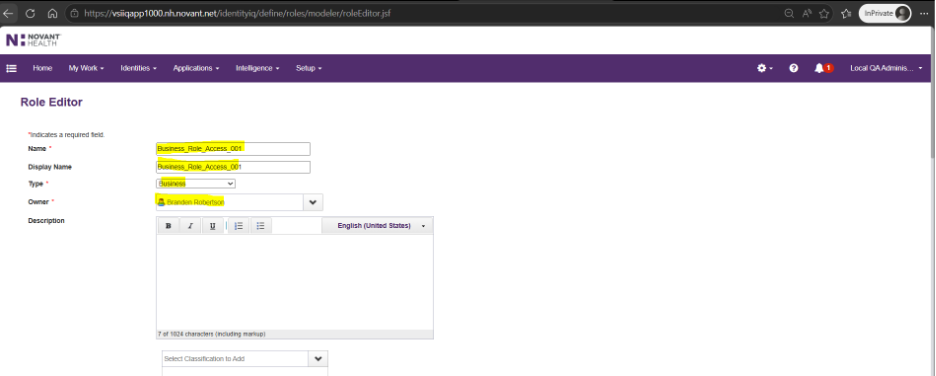 https://vsiiqapp1000.nh.novant.net/identityiq/define/roles/modeler/roleEditor.jsf
InPrivate
NOVANT
HEALTH
Home My Work Identities Applications Intelligence Setup 1 Local QA Adminis...
Role Editor
*Indicates a required field.
Name * Business_Role_Access_001
Display Name Business_Role_Access_001
Type * Business
Owner * Branden Robertson
Description B I U English (United States)
7 of 1024 characters (including markup)
Select Classification to Add